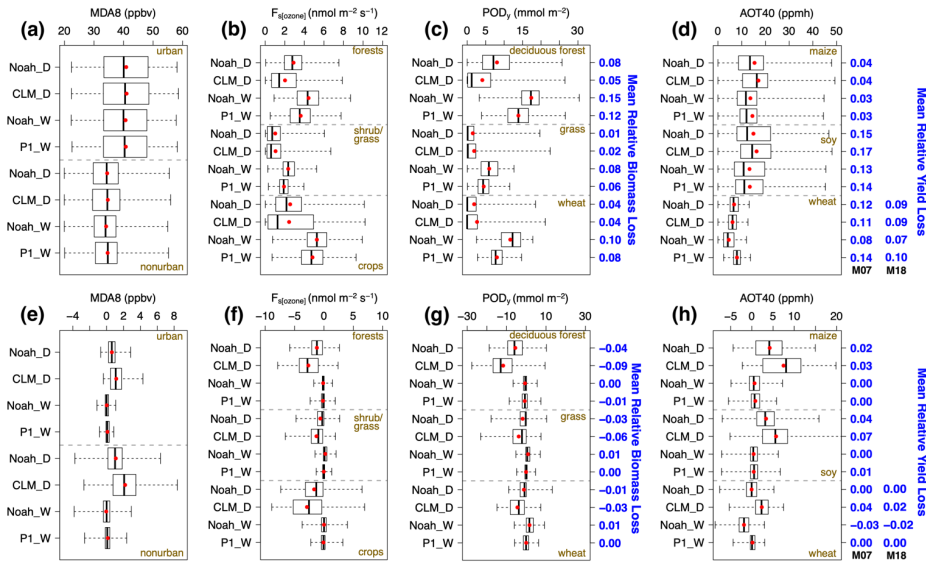 (a)
MDA8 (ppbv)
20 30 40 50 60
urban
Noah_D
CLM_D
Noah_W
P1_W
Noah_D
CLM_D
Noah_W
P1_W
nonurban
(b)
Fs[ozone] (nmol m−2 s−1)
0 2 4 6 8 10 12
forests
Noah_D
CLM_D
Noah_W
P1_W
shrub/
grass
Noah_D
CLM_D
Noah_W
P1_W
Noah_D
CLM_D
Noah_W
P1_W
crops
(c)
PODy (mmol m−2)
0 10 20 30
deciduous forest
Noah_D 0.08
CLM_D 0.05
Noah_W 0.15
P1_W 0.12
grass
Noah_D 0.01
CLM_D 0.02
Noah_W 0.08
P1_W 0.06
wheat
Noah_D 0.04
CLM_D 0.04
Noah_W 0.10
P1_W 0.08
Mean Relative Biomass Loss
(d)
AOT40 (ppmh)
0 10 20 30 40 50
maize
Noah_D 0.04
CLM_D 0.04
Noah_W 0.03
P1_W 0.03
Noah_D 0.15
soy
CLM_D 0.17
Noah_W 0.13
P1_W 0.14
wheat
Noah_D 0.12 0.09
CLM_D 0.11 0.09
Noah_W 0.08 0.07
P1_W 0.14 0.10
M07 M18
Mean Relative Yield Loss
(e)
MDA8 (ppbv)
−4 0 4 8
urban
Noah_D
CLM_D
Noah_W
P1_W
Noah_D
CLM_D
Noah_W
P1_W
nonurban
(f)
Fs[ozone] (nmol m−2 s−1)
−10 −5 0 5 10
forests
Noah_D
CLM_D
Noah_W
P1_W
shrub/
grass
Noah_D
CLM_D
Noah_W
P1_W
Noah_D
CLM_D
Noah_W
P1_W
crops
(g)
PODy (mmol m−2)
−30 −10 0 10 30
deciduous forest
Noah_D −0.04
CLM_D −0.09
Noah_W 0.00
P1_W −0.01
grass
Noah_D −0.03
CLM_D −0.06
Noah_W 0.01
P1_W 0.00
Noah_D −0.01
CLM_D −0.03
Noah_W 0.01
P1_W 0.00
wheat
Mean Relative Biomass Loss
(h)
AOT40 (ppmh)
−5 0 5 10 15 20
maize
Noah_D 0.02
CLM_D 0.03
Noah_W 0.00
P1_W 0.00
Noah_D 0.04
CLM_D 0.07
Noah_W 0.00
P1_W 0.01
soy
Noah_D 0.00 0.00
CLM_D 0.04 0.02
Noah_W −0.03 −0.02
P1_W 0.00 0.00
wheat
M07 M18
Mean Relative Yield Loss